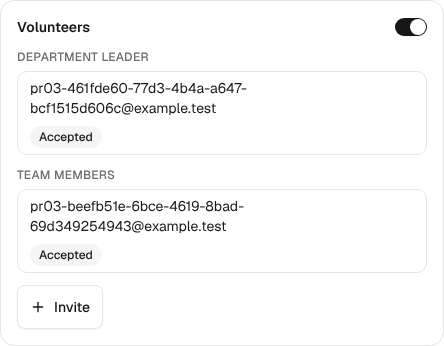 Volunteers
DEPARTMENT LEADER
pr03-461fde60-77d3-4b4a-a647-
bcf1515d606c@example.test
Accepted
TEAM MEMBERS
pr03-beefb51e-6bce-4619-8bad-
69d349254943@example.test
Accepted
+ Invite